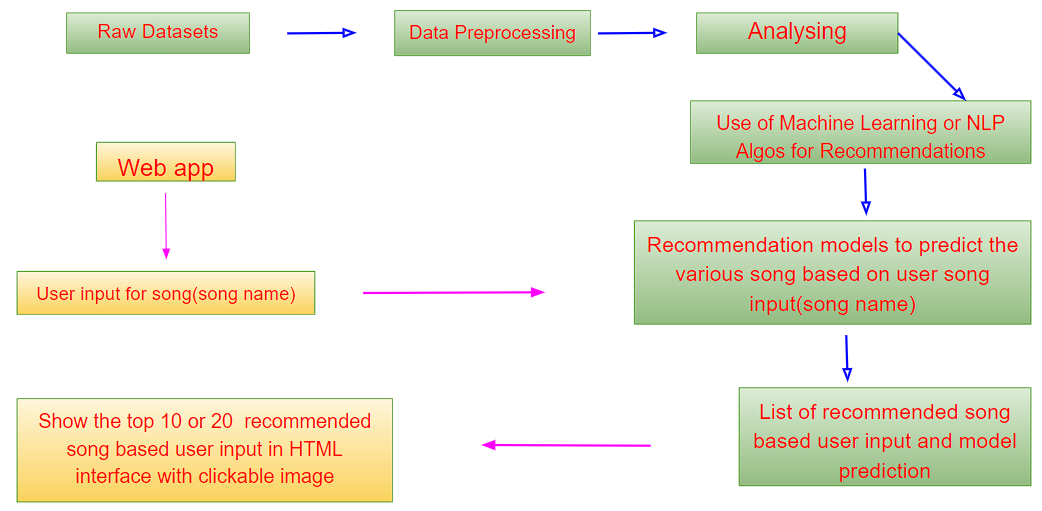 Raw Datasets
Data Preprocessing
Analysing
Use of Machine Learning or NLP
Algos for Recommendations
Web app
Recommendation models to predict the
various song based on user song
input(song name)
User input for song(song name)
List of recommended song
based user input and model
prediction
Show the top 10 or 20 recommended
song based user input in HTML
interface with clickable image